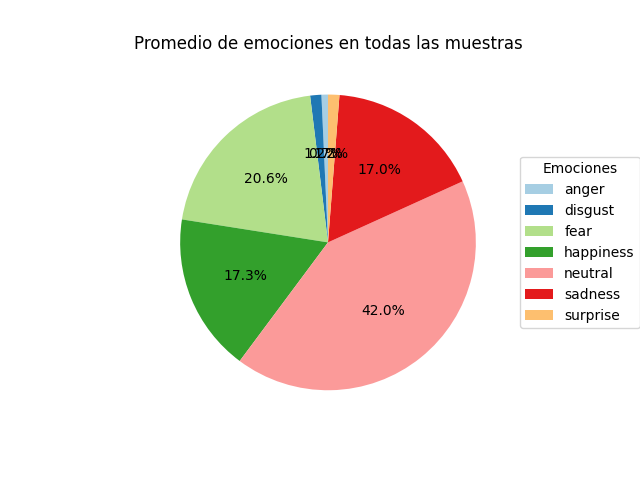 Promedio de emociones en todas las muestras
17.0%
20.6%
17.3%
42.0%
Emociones
anger
disgust
fear
happiness
neutral
sadness
surprise